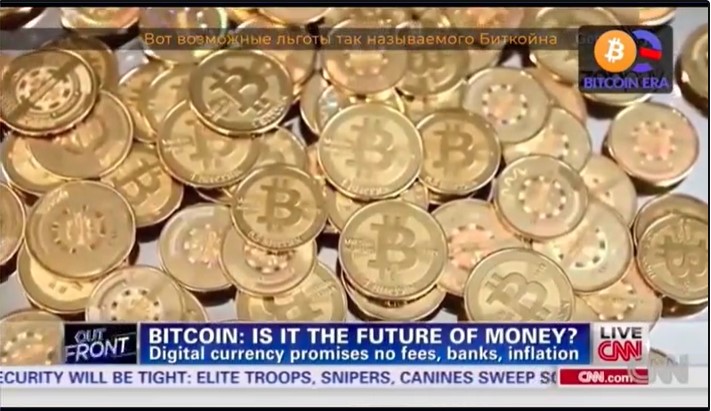 Вот возможные льготы так называемого Биткойна
BITCOIN ERA
OUT
FRONT
BITCOIN: IS IT THE FUTURE OF MONEY?
Digital currency promises no fees, banks, inflation
LIVE
CNN
ECURITY WILL BE TIGHT: ELITE TROOPS, SNIPERS, CANINES SWEEP SO
CNN.com